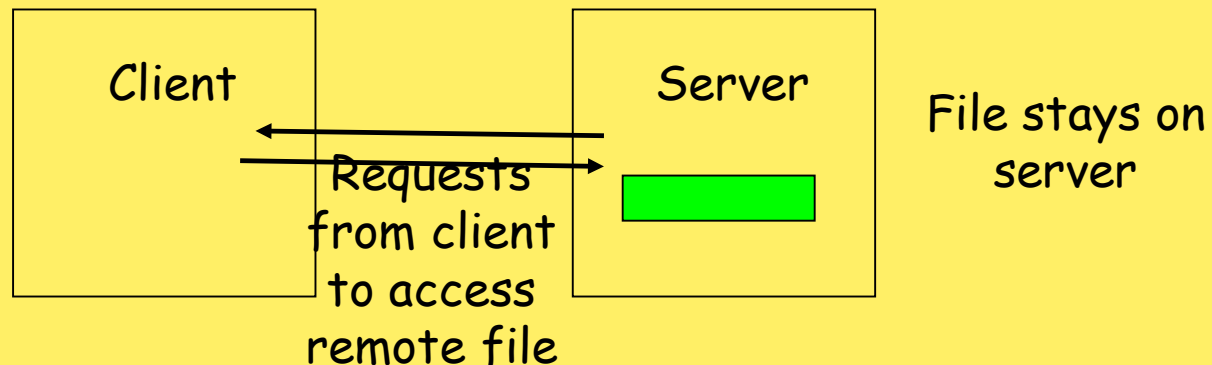 Client
Server
File stays on
server
Requests
from client
to access
remote file